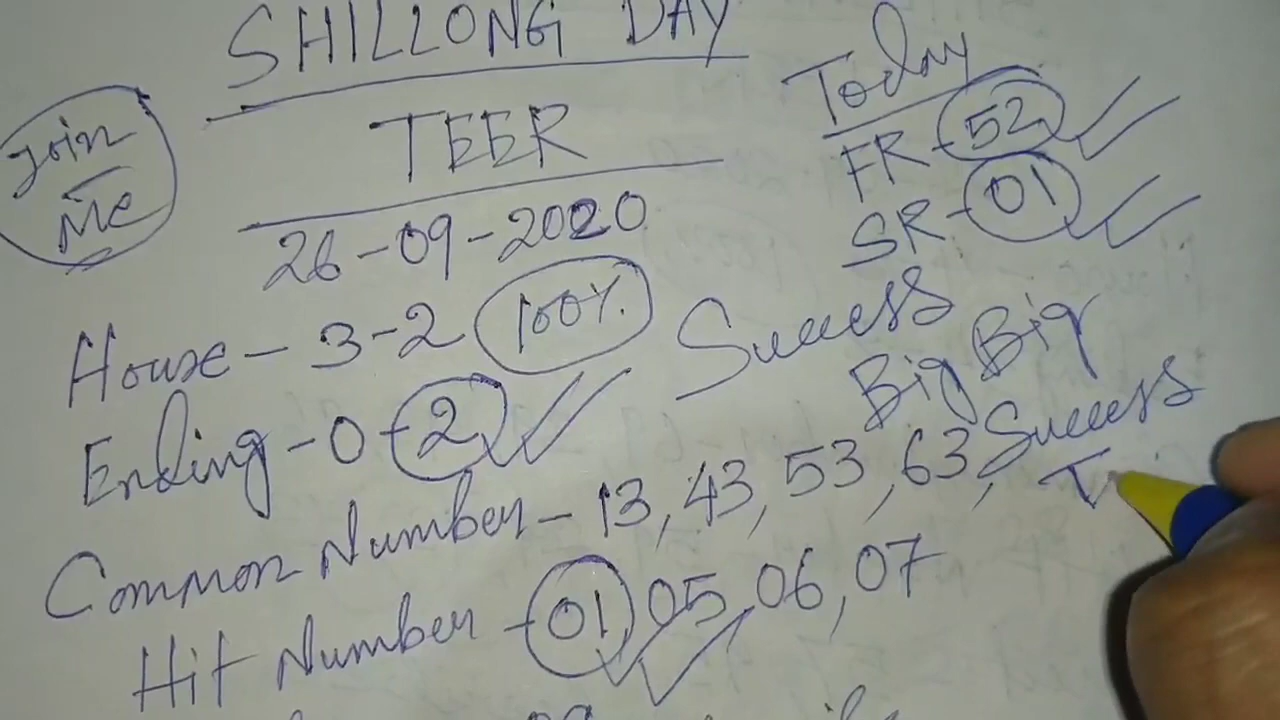 SHILLONG DAY
TEER
26-09-2020
Join
Me
Today
FR - 52
SR - 01
House - 3-2 100%. Success
Ending - 0 - 2
Big Big
Success
T
Common Number - 13, 43, 53, 63,
Hit Number - 01, 05, 06, 07